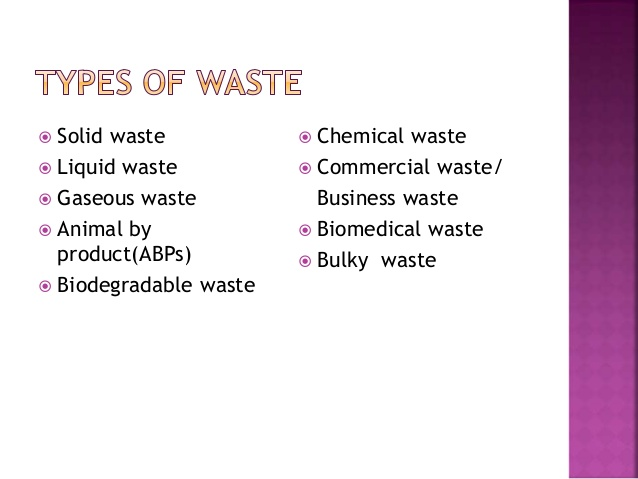 TYPES OF WASTE
Solid waste
Liquid waste
Gaseous waste
Animal by
product(ABPs)
Biodegradable waste
Chemical waste
Commercial waste/
Business waste
Biomedical waste
Bulky  waste